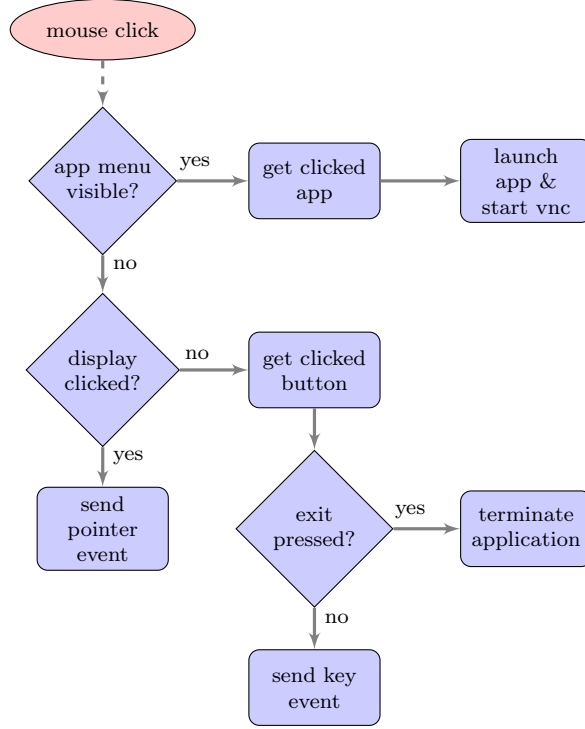 mouse click
app menu
visible?
yes
get clicked
app
launch
app &
start vnc
no
display
clicked?
no
get clicked
button
yes
send
pointer
event
exit
pressed?
yes
terminate
application
no
send key
event